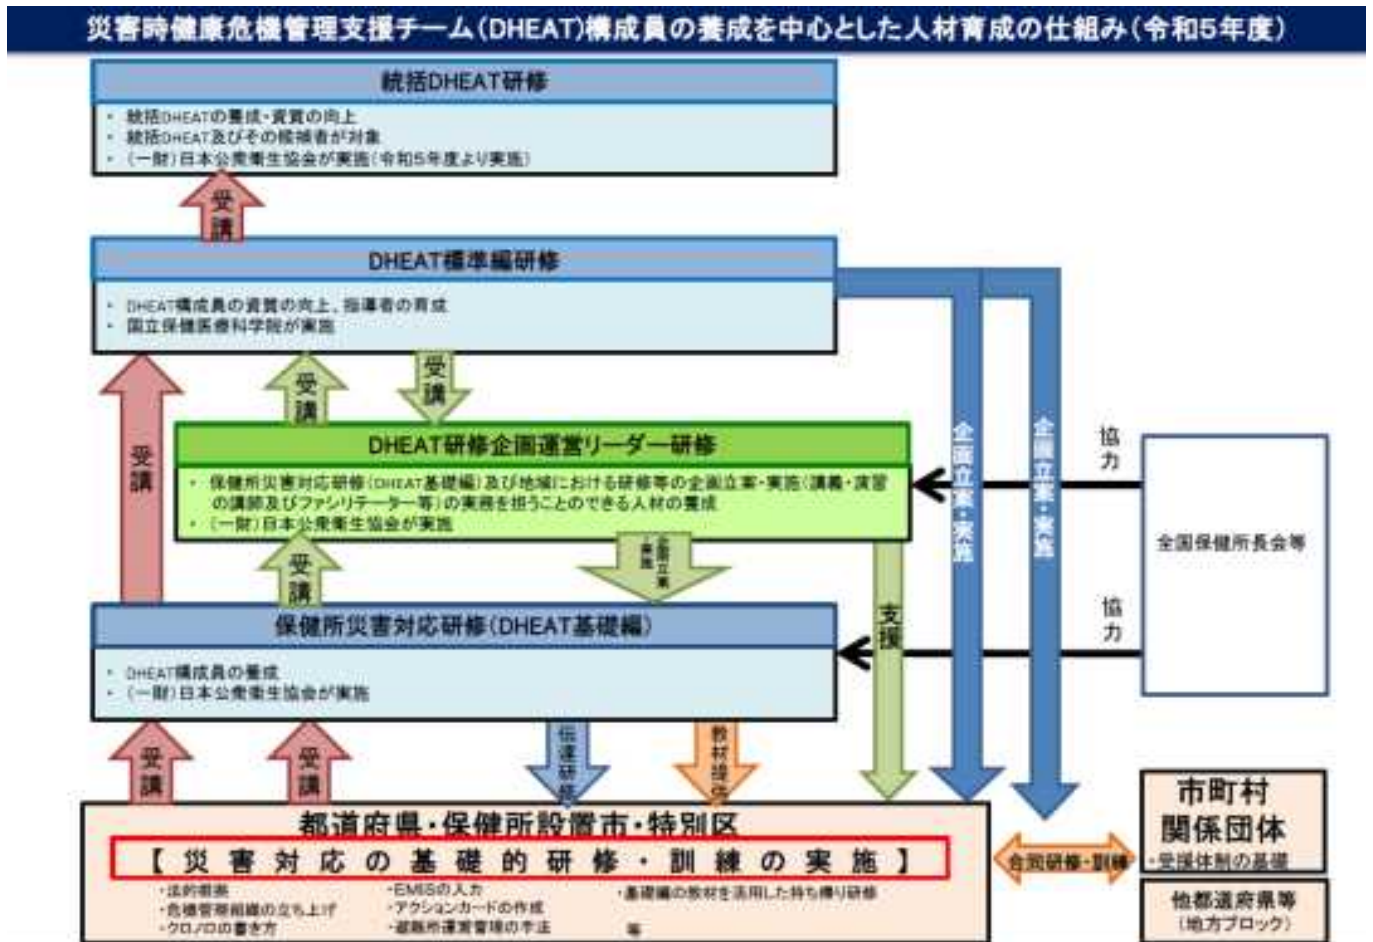 災害時健康危機管理支援チーム(DHEAT)構成員の養成を中心とした人材育成の仕組み(令和5年度)
統括DHEAT研修
・ 統括DHEATの養成・資質の向上
・ 統括DHEAT及びその候補者が対象
・ (一財)日本公衆衛生協会が実施(令和5年度より実施)
受講
DHEAT標準編研修
・ DHEAT構成員の資質の向上、指導者の育成
・ 国立保健医療科学院が実施
受講
受講
受講
DHEAT研修企画運営リーダー研修
・ 保健所災害対応研修(DHEAT基礎編)及び地域における研修等の企画立案・実施(講義・演習
の講師及びファシリテーター等)の実務を担うことのできる人材の養成
・ (一財)日本公衆衛生協会が実施
企画立案・実施
企画立案・実施
協力
全国保健所長会等
協力
受講
企画立案・実施
支援
保健所災害対応研修(DHEAT基礎編)
・ DHEAT構成員の養成
・ (一財)日本公衆衛生協会が実施
受講
受講
伝達研修
教材提供
都道府県・保健所設置市・特別区
【災害対応の基礎的研修・訓練の実施】
・法的根拠
・危機管理組織の立ち上げ
・クロノロの書き方
・EMISの入力
・アクションカードの作成
・避難所運営管理の手法
・基礎編の教材を活用した持ち帰り研修
等
合同研修・訓練
市町村
関係団体
・受援体制の基礎
他都道府県等
(地方ブロック)